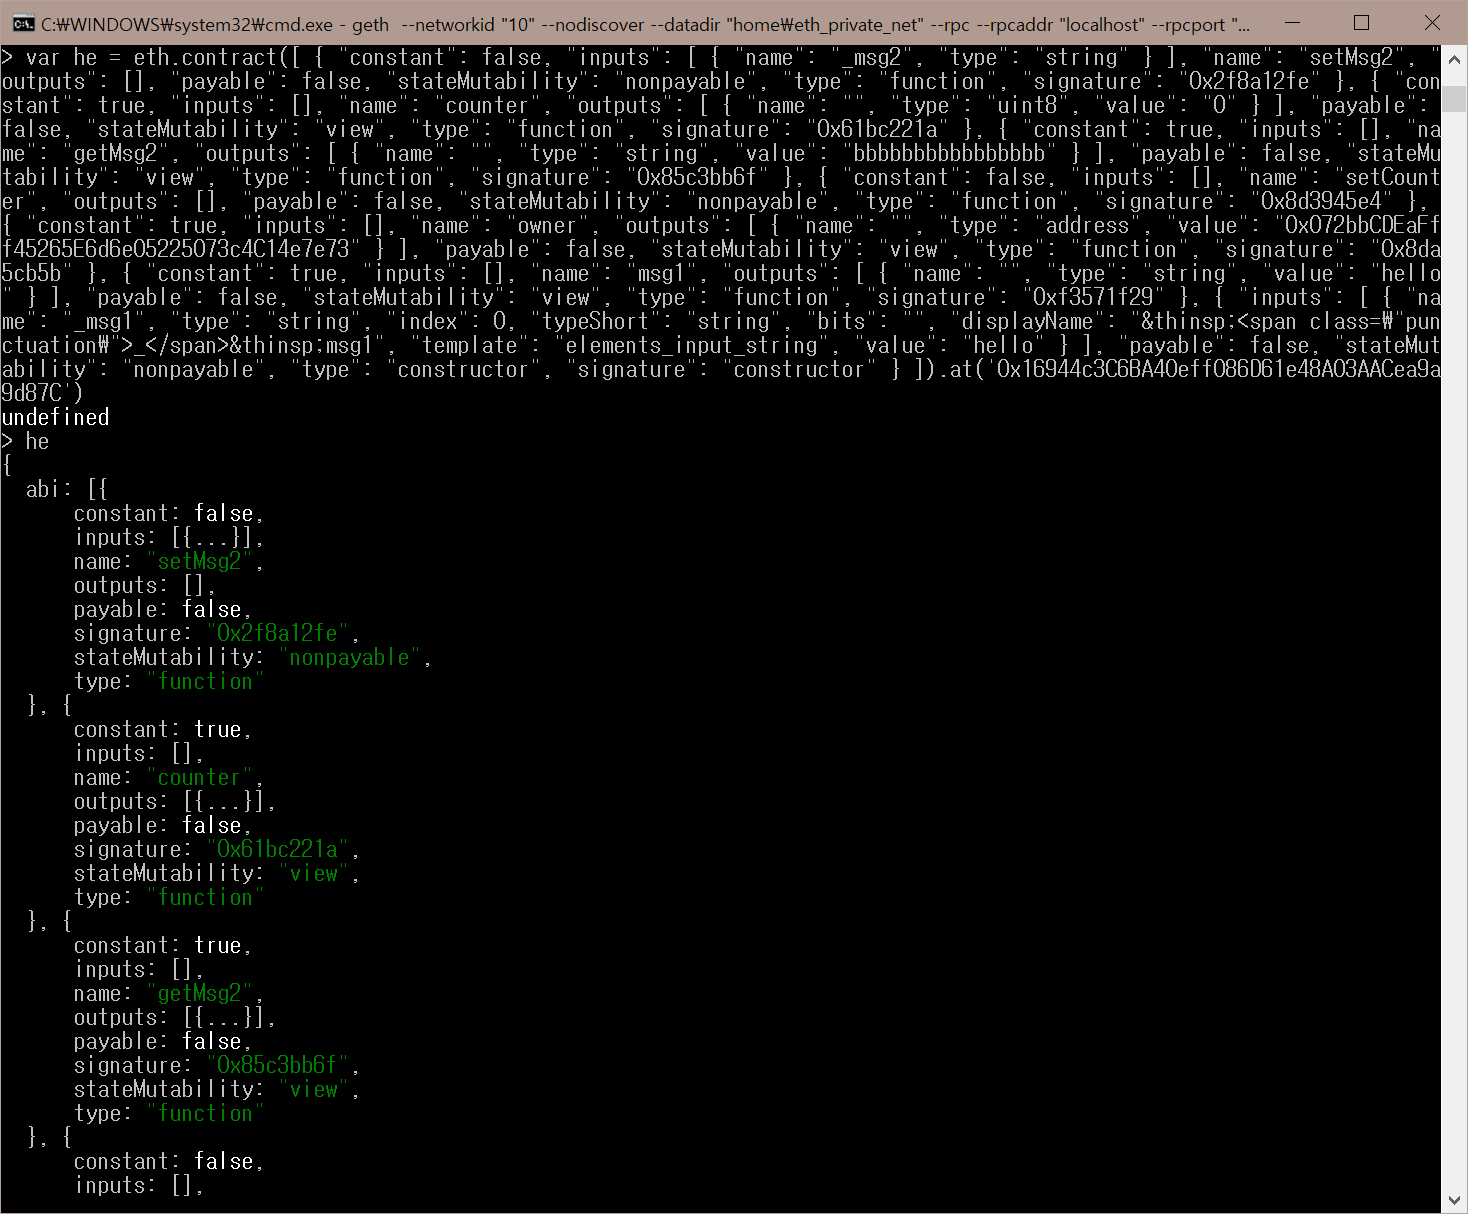 C:₩WINDOWS₩system32₩cmd.exe - geth  --networkid "10" --nodiscover --datadir "home₩eth_private_net" --rpc --rpcaddr "localhost" --rpcport "...
> var he = eth.contract([ { "constant": false, "inputs": [ { "name": "_msg2", "type": "string" } ], "name": "setMsg2", "
outputs": [], "payable": false, "stateMutability": "nonpayable", "type": "function", "signature": "0x2f8a12fe" }, { "con
stant": true, "inputs": [], "name": "counter", "outputs": [ { "name": "", "type": "uint8", "value": "0" } ], "payable":
false, "stateMutability": "view", "type": "function", "signature": "0x61bc221a" }, { "constant": true, "inputs": [], "na
me": "getMsg2", "outputs": [ { "name": "", "type": "string", "value": "bbbbbbbbbbbbbbbb" } ], "payable": false, "stateMu
tability": "view", "type": "function", "signature": "0x85c3bb6f" }, { "constant": false, "inputs": [], "name": "setCount
er", "outputs": [], "payable": false, "stateMutability": "nonpayable", "type": "function", "signature": "0x8d3945e4" },
{ "constant": true, "inputs": [], "name": "owner", "outputs": [ { "name": "", "type": "address", "value": "0x072bbCDEaFf
f45265E6d6e05225073c4C14e7e73" } ], "payable": false, "stateMutability": "view", "type": "function", "signature": "0x8da
5cb5b" }, { "constant": true, "inputs": [], "name": "msg1", "outputs": [ { "name": "", "type": "string", "value": "hello
" } ], "payable": false, "stateMutability": "view", "type": "function", "signature": "0xf3571f29" }, { "inputs": [ { "na
me": "_msg1", "type": "string", "index": 0, "typeShort": "string", "bits": "", "displayName": "&thinsp;<span class=₩"pun
ctuation₩">_</span>&thinsp;msg1", "template": "elements_input_string", "value": "hello" } ], "payable": false, "stateMut
ability": "nonpayable", "type": "constructor", "signature": "constructor" } ]).at('0x16944c3C6BA40eff086D61e48A03AACea9a
9d87C')
undefined
> he
{
  abi: [{
      constant: false,
      inputs: [{...}],
      name: "setMsg2",
      outputs: [],
      payable: false,
      signature: "0x2f8a12fe",
      stateMutability: "nonpayable",
      type: "function"
  }, {
      constant: true,
      inputs: [],
      name: "counter",
      outputs: [{...}],
      payable: false,
      signature: "0x61bc221a",
      stateMutability: "view",
      type: "function"
  }, {
      constant: true,
      inputs: [],
      name: "getMsg2",
      outputs: [{...}],
      payable: false,
      signature: "0x85c3bb6f",
      stateMutability: "view",
      type: "function"
  }, {
      constant: false,
      inputs: [],